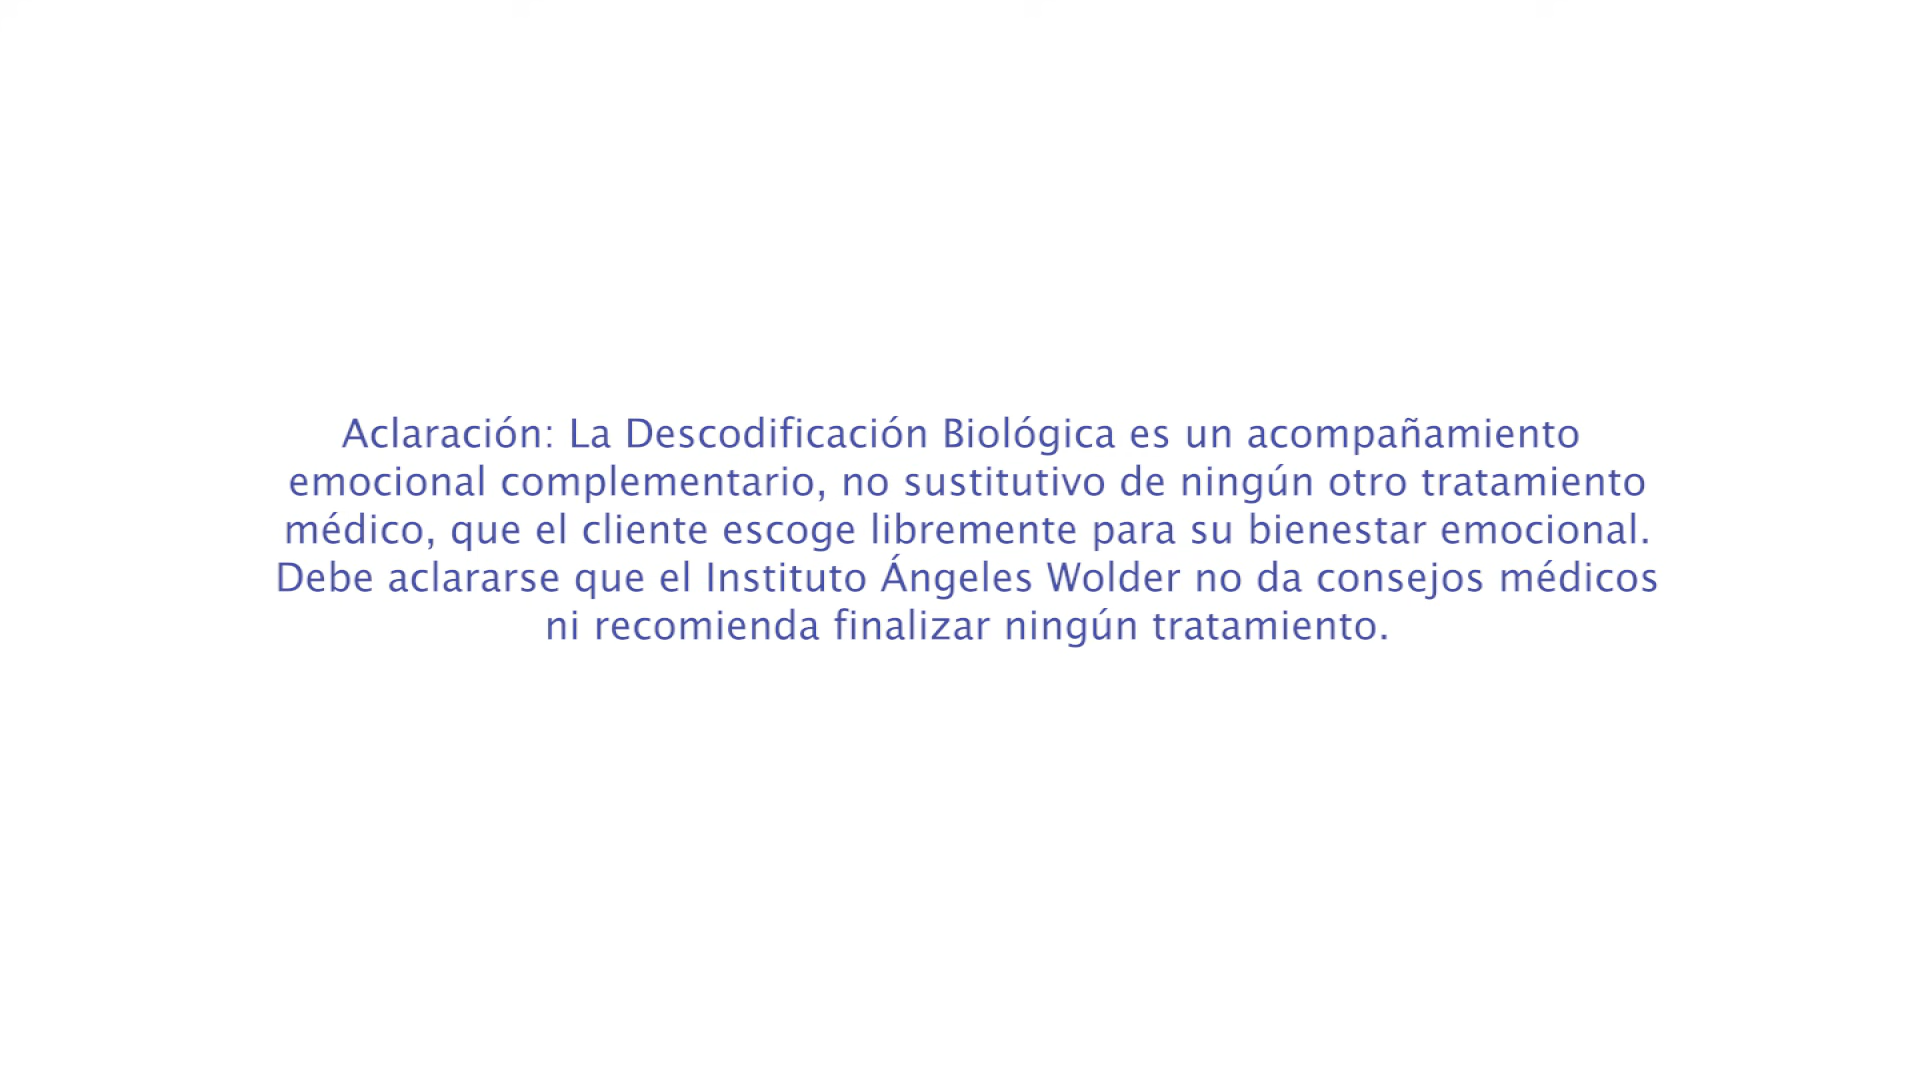 Aclaración: La Descodificación Biológica es un acompañamiento
emocional complementario, no sustitutivo de ningún otro tratamiento
médico, que el cliente escoge libremente para su bienestar emocional.
Debe aclararse que el Instituto Ángeles Wolder no da consejos médicos
ni recomienda finalizar ningún tratamiento.